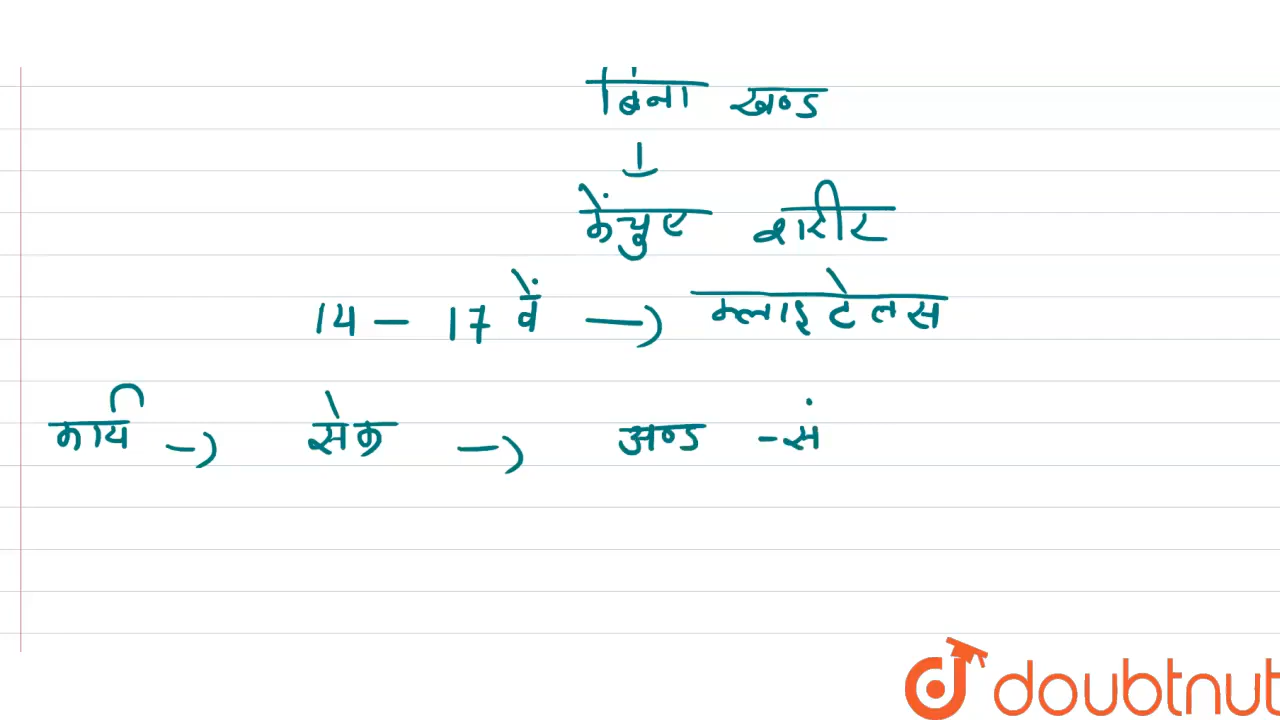 बिना खण्ड
केंचुए शरीर
14 - 17 वें → क्लाइटेलस
कार्य → सेक → अण्ड - सं
doubtnut